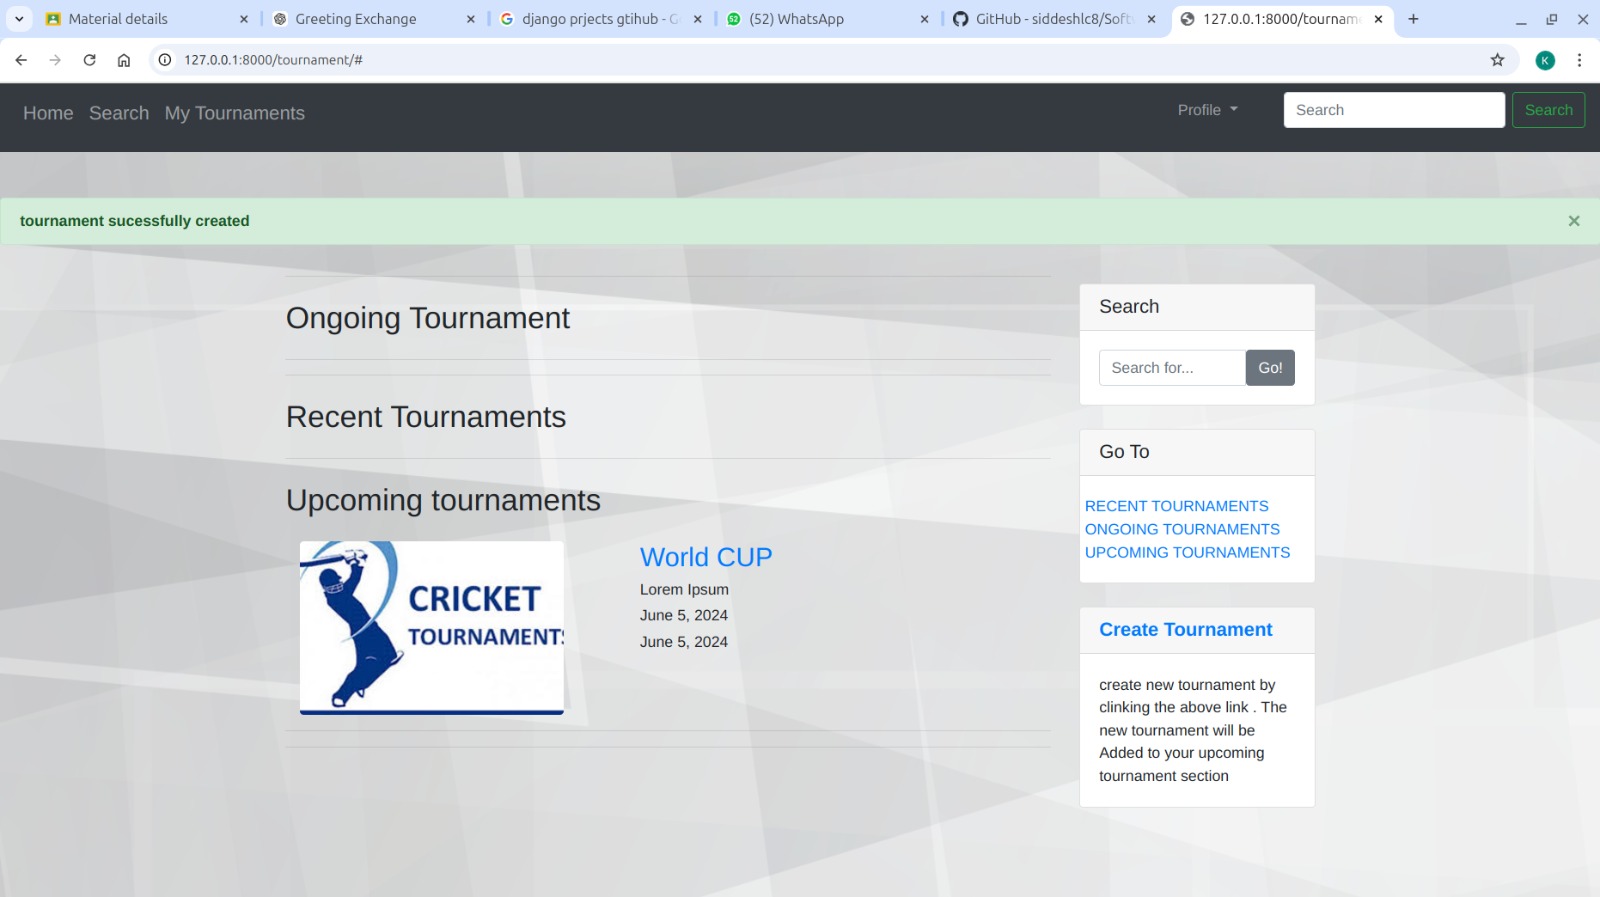 Material details
Greeting Exchange
django prjects gtihub - G
(52) WhatsApp
GitHub - siddeshlc8/Soft
127.0.0.1:8000/tourname
127.0.0.1:8000/tournament/#
K
Home Search My Tournaments
Profile
Search
Search
tournament sucessfully created
Ongoing Tournament
Recent Tournaments
Upcoming tournaments
CRICKET
TOURNAMENTS
World CUP
Lorem Ipsum
June 5, 2024
June 5, 2024
Search
Search for...
Go!
Go To
RECENT TOURNAMENTS
ONGOING TOURNAMENTS
UPCOMING TOURNAMENTS
Create Tournament
create new tournament by
clinking the above link . The
new tournament will be
Added to your upcoming
tournament section